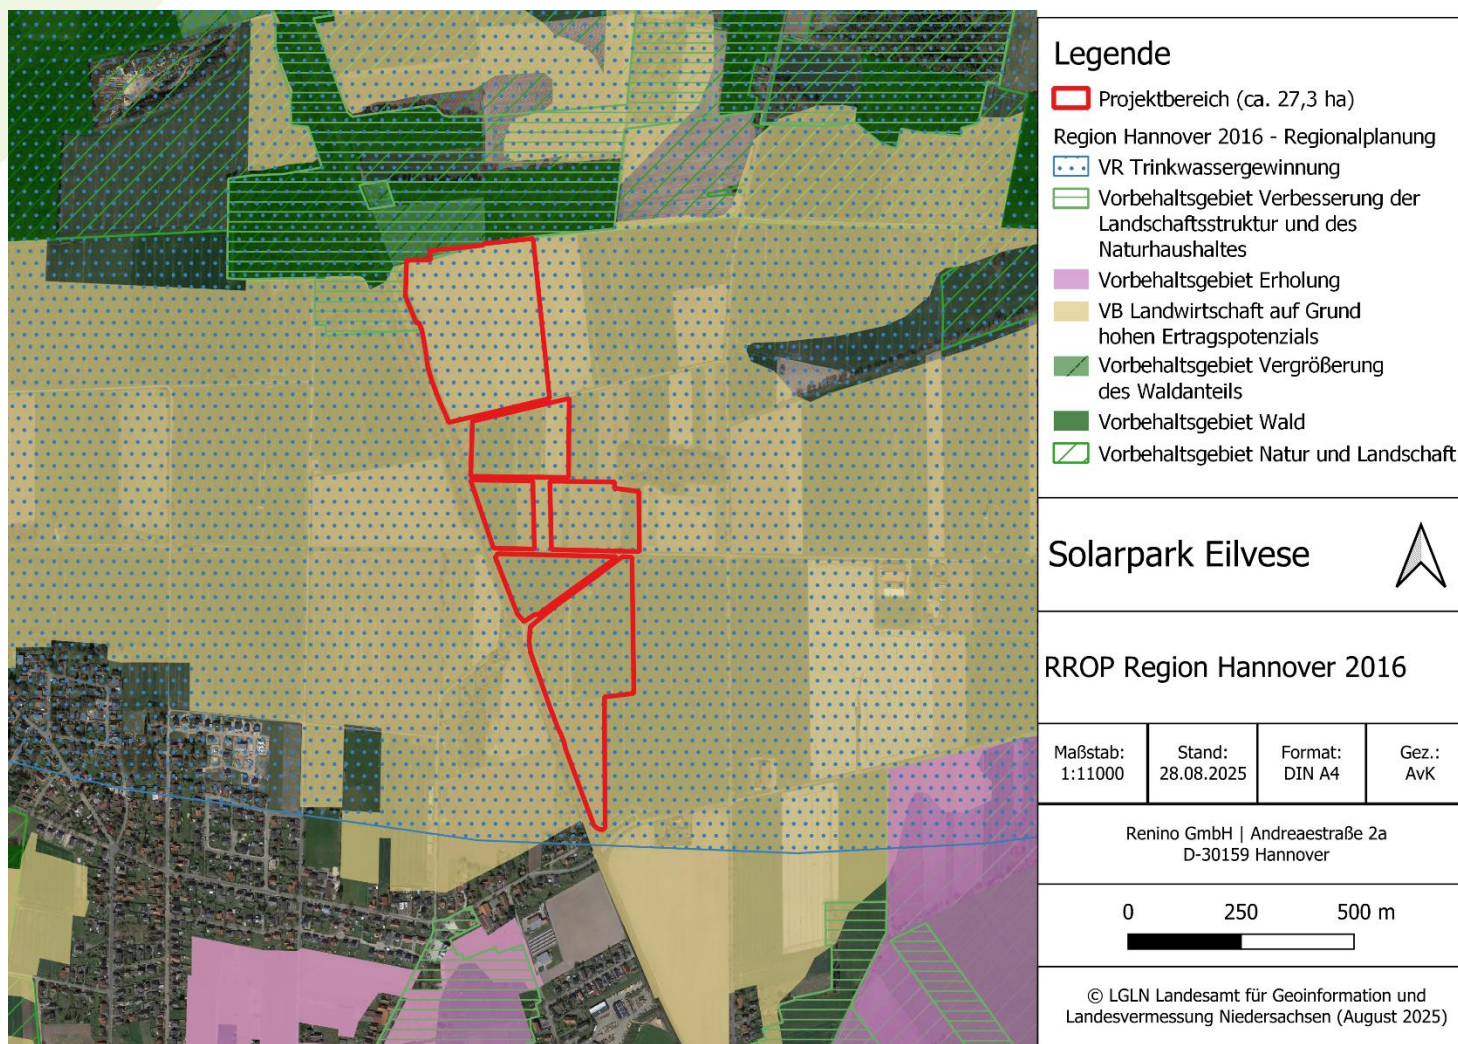 Legende
Projektbereich (ca. 27,3 ha)
Region Hannover 2016 - Regionalplanung
VR Trinkwassergewinnung
Vorbehaltsgebiet Verbesserung der
Landschaftsstruktur und des
Naturhaushaltes
Vorbehaltsgebiet Erholung
VB Landwirtschaft auf Grund
hohen Ertragspotenzials
Vorbehaltsgebiet Vergrößerung
des Waldanteils
Vorbehaltsgebiet Wald
Vorbehaltsgebiet Natur und Landschaft
Solarpark Eilvese
RROP Region Hannover 2016
Maßstab:
1:11000
Stand:
28.08.2025
Format:
DIN A4
Gez.:
AvK
Renino GmbH | Andreaestraße 2a
D-30159 Hannover
0 250 500 m
© LGLN Landesamt für Geoinformation und
Landesvermessung Niedersachsen (August 2025)